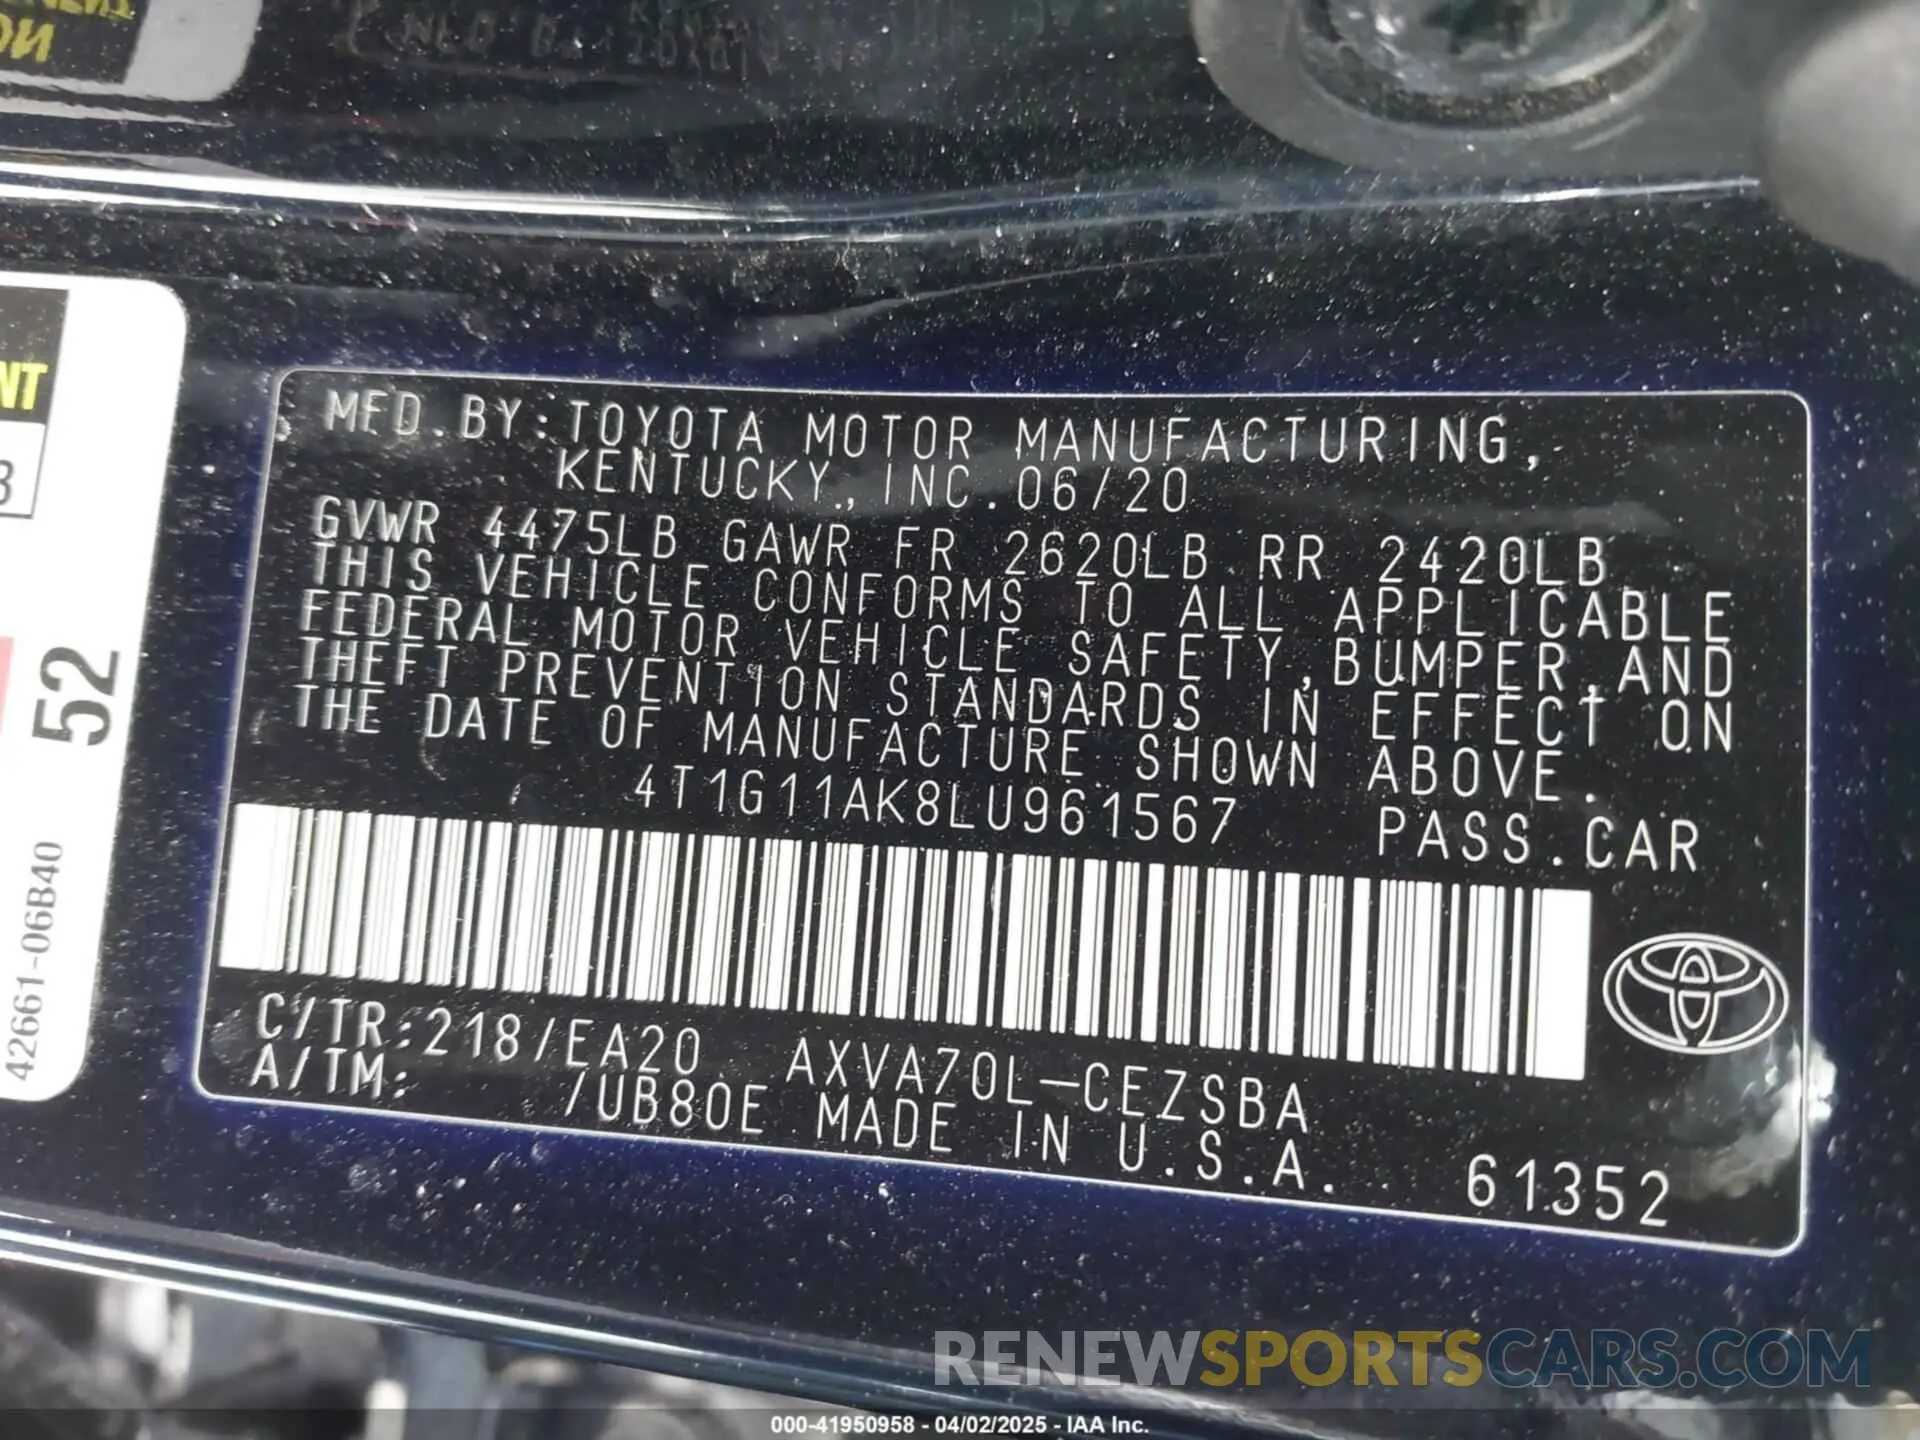 NT
3
52
42661-06B40
MFD.BY:TOYOTA MOTOR MANUFACTURING,
KENTUCKY, INC.06/20
GVWR 4475LB GAWR FR 2620LB RR 2420LB
THIS VEHICLE CONFORMS TO ALL APPLICABLE
FEDERAL MOTOR VEHICLE SAFETY,BUMPER,AND
THEFT PREVENTION STANDARDS IN EFFECT ON
THE DATE OF MANUFACTURE SHOWN ABOVE.
4T1G11AK8LU961567 PASS.CAR
C/TR:218/EA20 AXVA70L-CEZSBA
A/TM: /UB80E MADE IN U.S.A. 61352
RENEWSPORTSCARS.COM
000-41950958 - 04/02/2025 - IAA Inc.